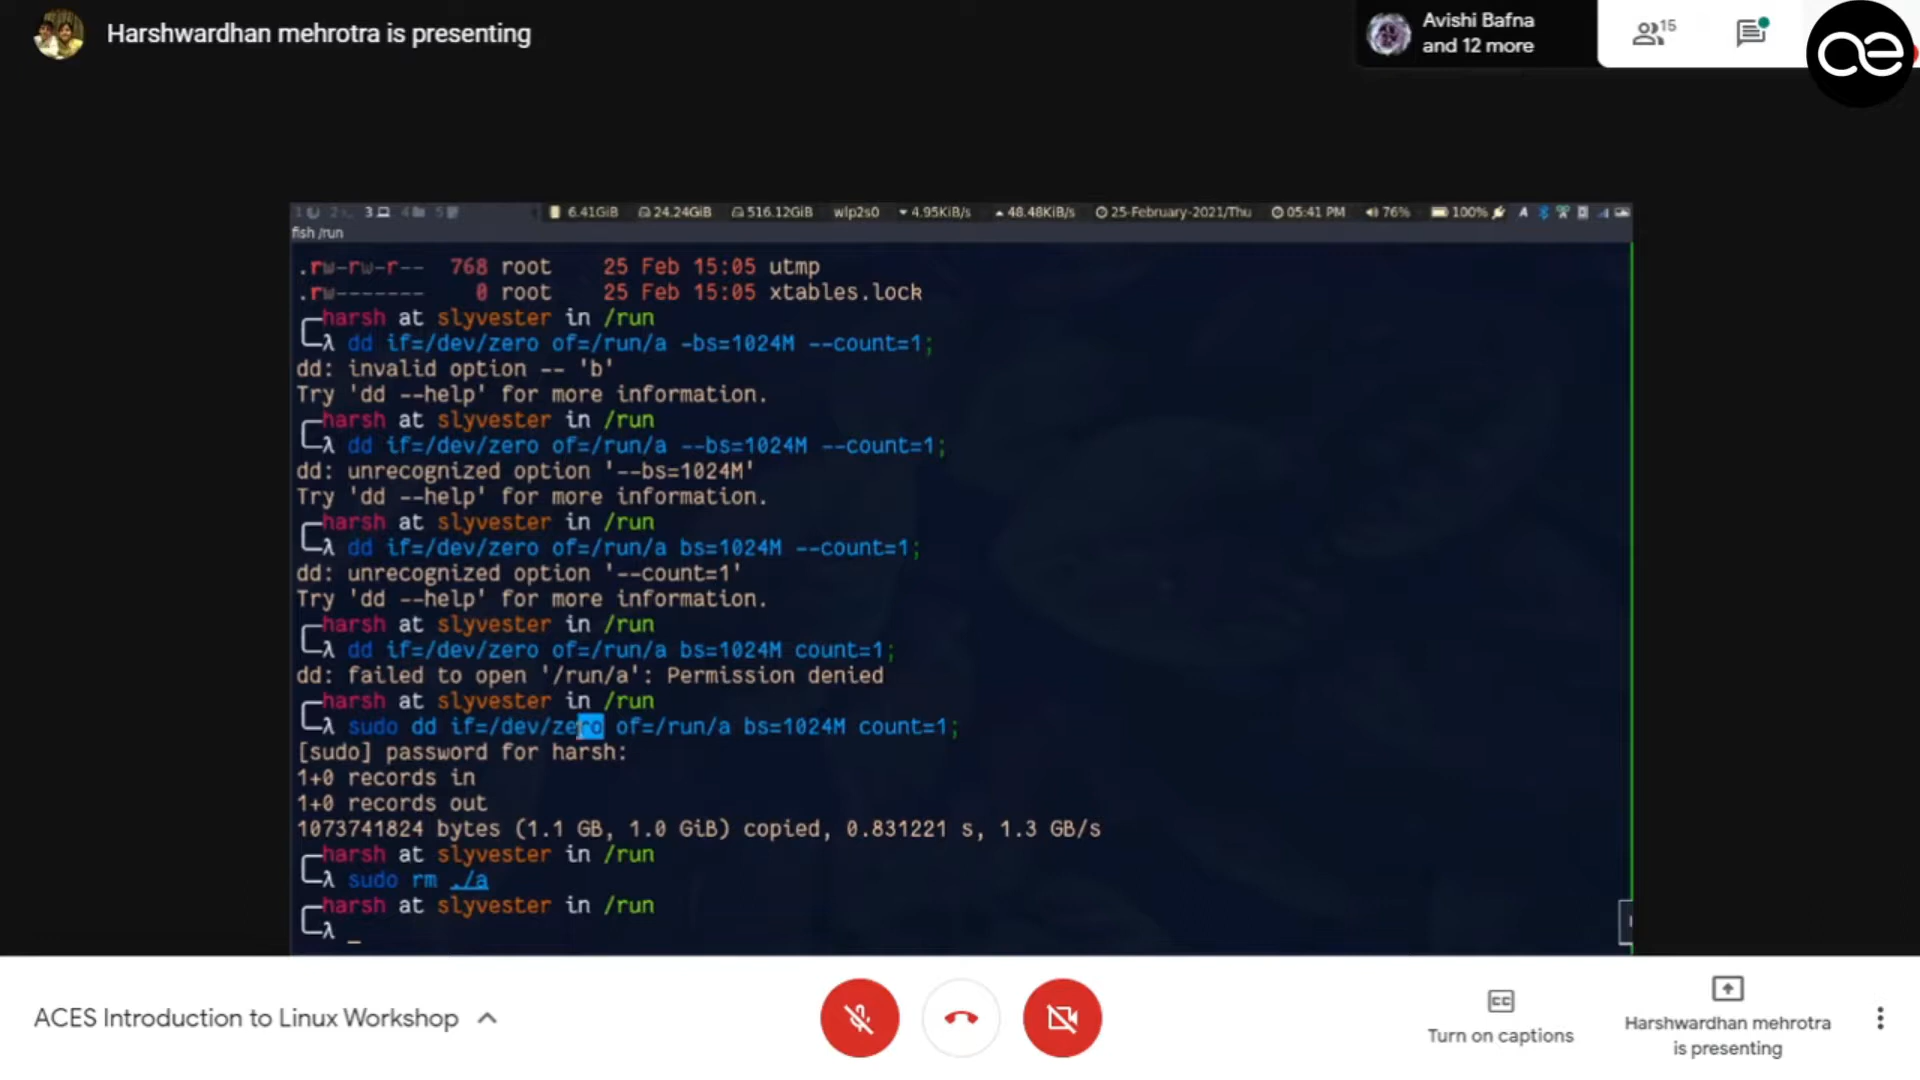 Harshwardhan mehrotra is presenting
Avishi Bafna
and 12 more
15
æ
3 6.41GiB 24.24GiB 516.12GiB wlp2s0 4.95KiB/s 48.48KiB/s 25-February-2021/Thu 05:41 PM 76% 100% A
fish /run
.rw-rw-r-- 768 root 25 Feb 15:05 utmp
.rw------- 0 root 25 Feb 15:05 xtables.lock
harsh at slyvester in /run
λ dd if=/dev/zero of=/run/a -bs=1024M --count=1;
dd: invalid option -- 'b'
Try 'dd --help' for more information.
harsh at slyvester in /run
λ dd if=/dev/zero of=/run/a --bs=1024M --count=1;
dd: unrecognized option '--bs=1024M'
Try 'dd --help' for more information.
harsh at slyvester in /run
λ dd if=/dev/zero of=/run/a bs=1024M --count=1;
dd: unrecognized option '--count=1'
Try 'dd --help' for more information.
harsh at slyvester in /run
λ dd if=/dev/zero of=/run/a bs=1024M count=1;
dd: failed to open '/run/a': Permission denied
harsh at slyvester in /run
λ sudo dd if=/dev/zero of=/run/a bs=1024M count=1;
[sudo] password for harsh:
1+0 records in
1+0 records out
1073741824 bytes (1.1 GB, 1.0 GiB) copied, 0.831221 s, 1.3 GB/s
harsh at slyvester in /run
λ sudo rm ./a
harsh at slyvester in /run
λ _
ACES Introduction to Linux Workshop
CC
Turn on captions
Harshwardhan mehrotra
is presenting